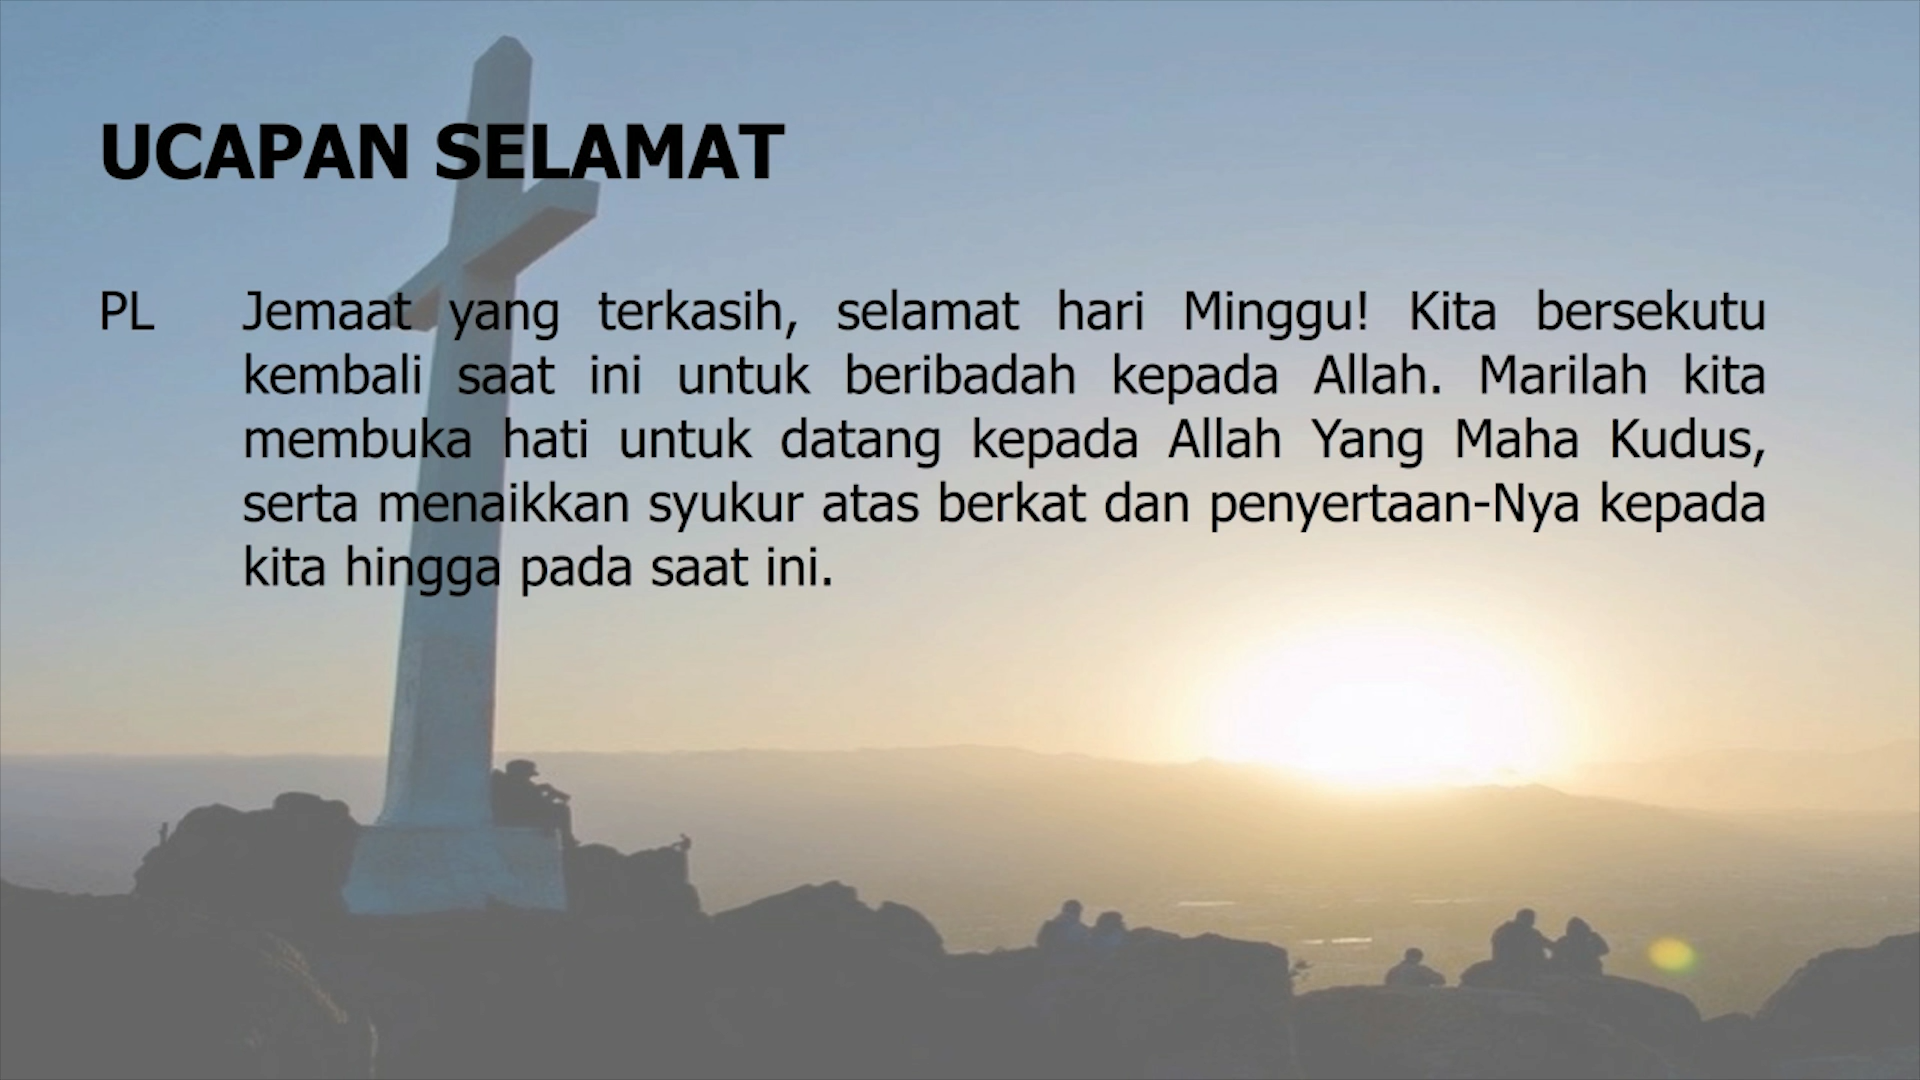 UCAPAN SELAMAT
PL Jemaat yang terkasih, selamat hari Minggu! Kita bersekutu
kembali saat ini untuk beribadah kepada Allah. Marilah kita
membuka hati untuk datang kepada Allah Yang Maha Kudus,
serta menaikkan syukur atas berkat dan penyertaan-Nya kepada
kita hingga pada saat ini.